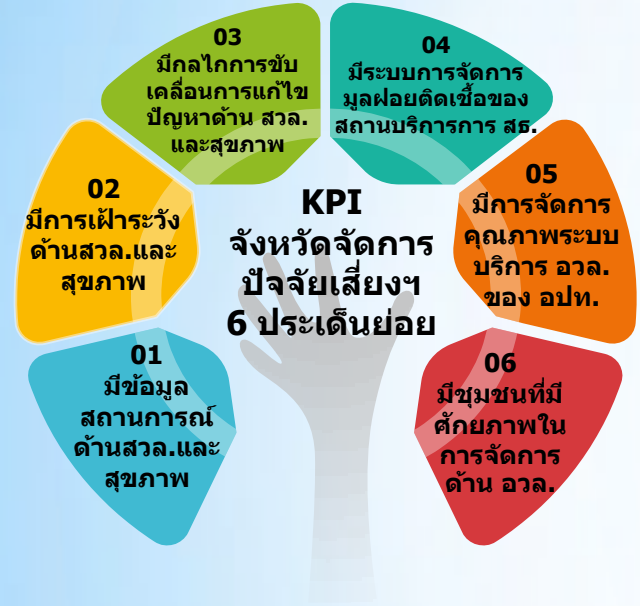 KPI
จังหวัดจัดการ
ปัจจัยเสี่ยงฯ
6 ประเด็นย่อย
01
มีข้อมูล
สถานการณ์
ด้านสวล.และ
สุขภาพ
02
มีการเฝ้าระวัง
ด้านสวล.และ
สุขภาพ
03
มีกลไกการขับ
เคลื่อนการแก้ไข
ปัญหาด้าน สวล.
และสุขภาพ
04
มีระบบการจัดการ
มูลฝอยติดเชื้อของ
สถานบริการการ สธ.
05
มีการจัดการ
คุณภาพระบบ
บริการ อวล.
ของ อปท.
06
มีชุมชนที่มี
ศักยภาพใน
การจัดการ
ด้าน อวล.